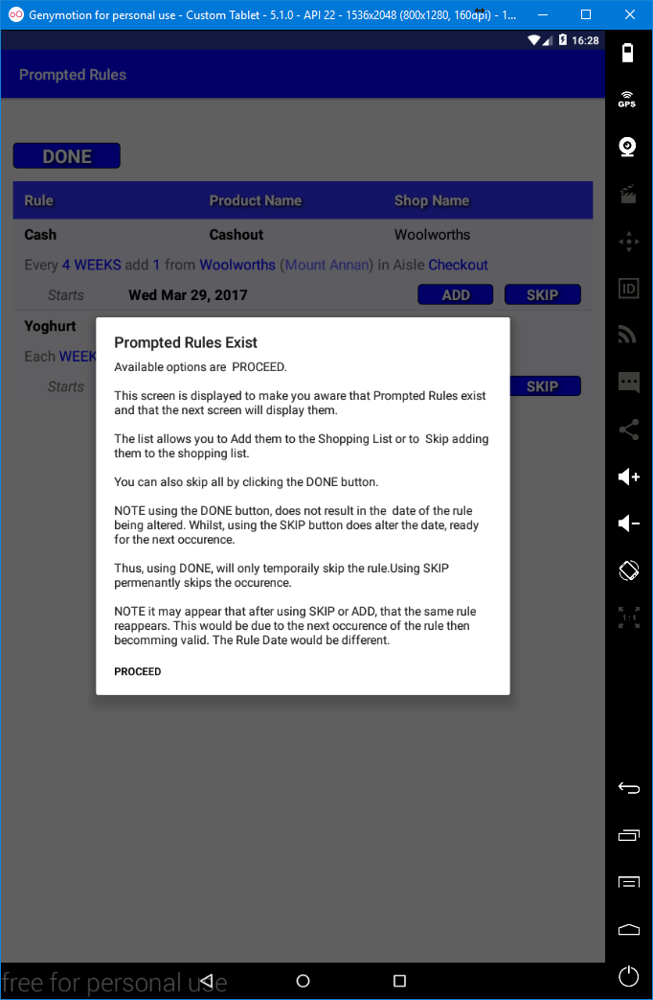 Genymotion for personal use - Custom Tablet - 5.1.0 - API 22 - 1536x2048 (800x1280, 160dpi) - 1...
16:28
Prompted Rules
GPS
DONE
Rule Product Name Shop Name
Cash Cashout Woolworths
Every 4 WEEKS add 1 from Woolworths (Mount Annan) in Aisle Checkout
Starts Wed Mar 29, 2017 ADD SKIP
ID
Yoghurt
Each WEEK
Starts SKIP
Prompted Rules Exist
Available options are  PROCEED.
This screen is displayed to make you aware that Prompted Rules exist
and that the next screen will display them.
The list allows you to Add them to the Shopping List or to  Skip adding
them to the shopping list.
You can also skip all by clicking the DONE button.
NOTE using the DONE button, does not result in the  date of the rule
being altered. Whilst, using the SKIP button does alter the date, ready
for the next occurence.
Thus, using DONE, will only temporaily skip the rule.Using SKIP
permenantly skips the occurence.
NOTE it may appear that after using SKIP or ADD, that the same rule
reappears. This would be due to the next occurence of the rule then
becomming valid. The Rule Date would be different.
PROCEED
1:1
free for personal use